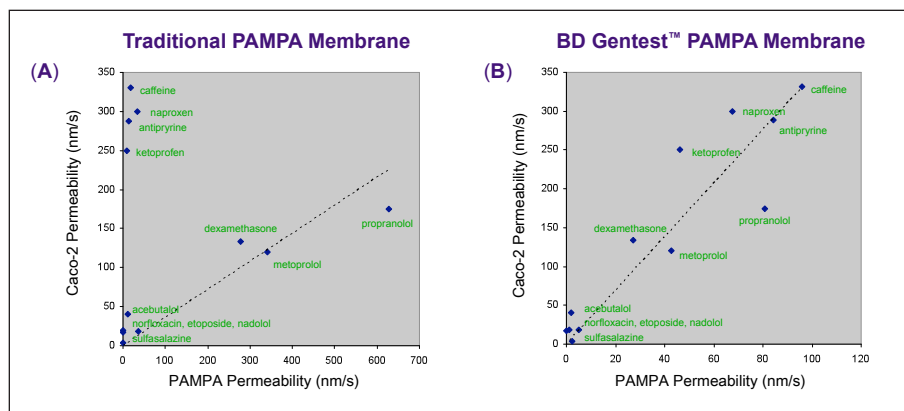 Traditional PAMPA Membrane
(A)
Caco-2 Permeability (nm/s)
350
300
250
200
150
100
50
0
caffeine
naproxen
antipyrine
ketoprofen
dexamethasone
propranolol
metoprolol
acebutalol
norfloxacin, etoposide, nadolol
sulfasalazine
0 100 200 300 400 500 600 700
PAMPA Permeability (nm/s)
BD Gentest™ PAMPA Membrane
(B)
Caco-2 Permeability (nm/s)
350
300
250
200
150
100
50
0
caffeine
naproxen
antipyrine
ketoprofen
propranolol
dexamethasone
metoprolol
acebutalol
norfloxacin, etoposide, nadolol
sulfasalazine
0 20 40 60 80 100 120
PAMPA Permeability (nm/s)